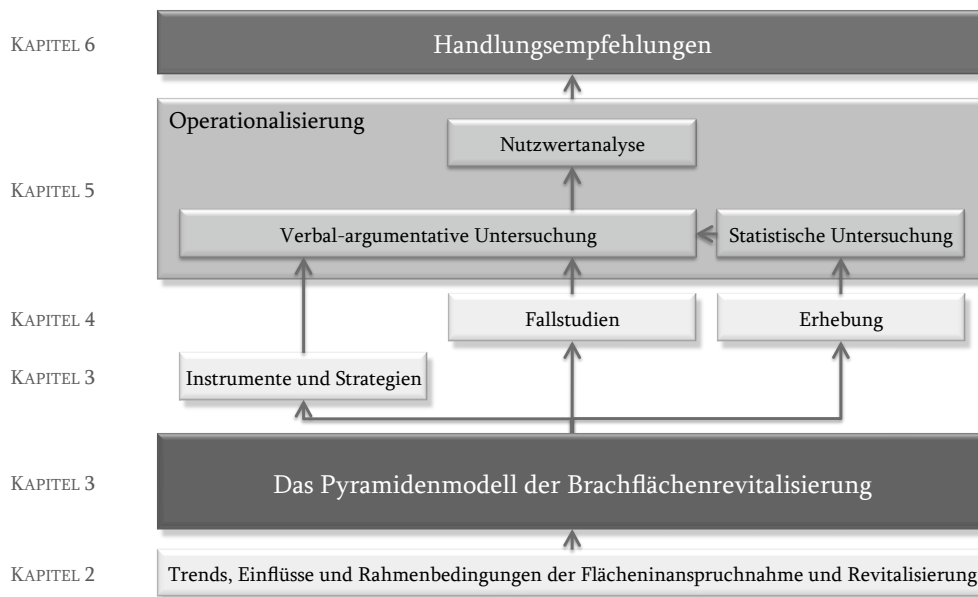 KAPITEL 6
Handlungsempfehlungen
Operationalisierung
Nutzwertanalyse
KAPITEL 5
Verbal-argumentative Untersuchung
Statistische Untersuchung
KAPITEL 4
Fallstudien
Erhebung
KAPITEL 3
Instrumente und Strategien
KAPITEL 3
Das Pyramidenmodell der Brachflächenrevitalisierung
KAPITEL 2
Trends, Einflüsse und Rahmenbedingungen der Flächeninanspruchnahme und Revitalisierung